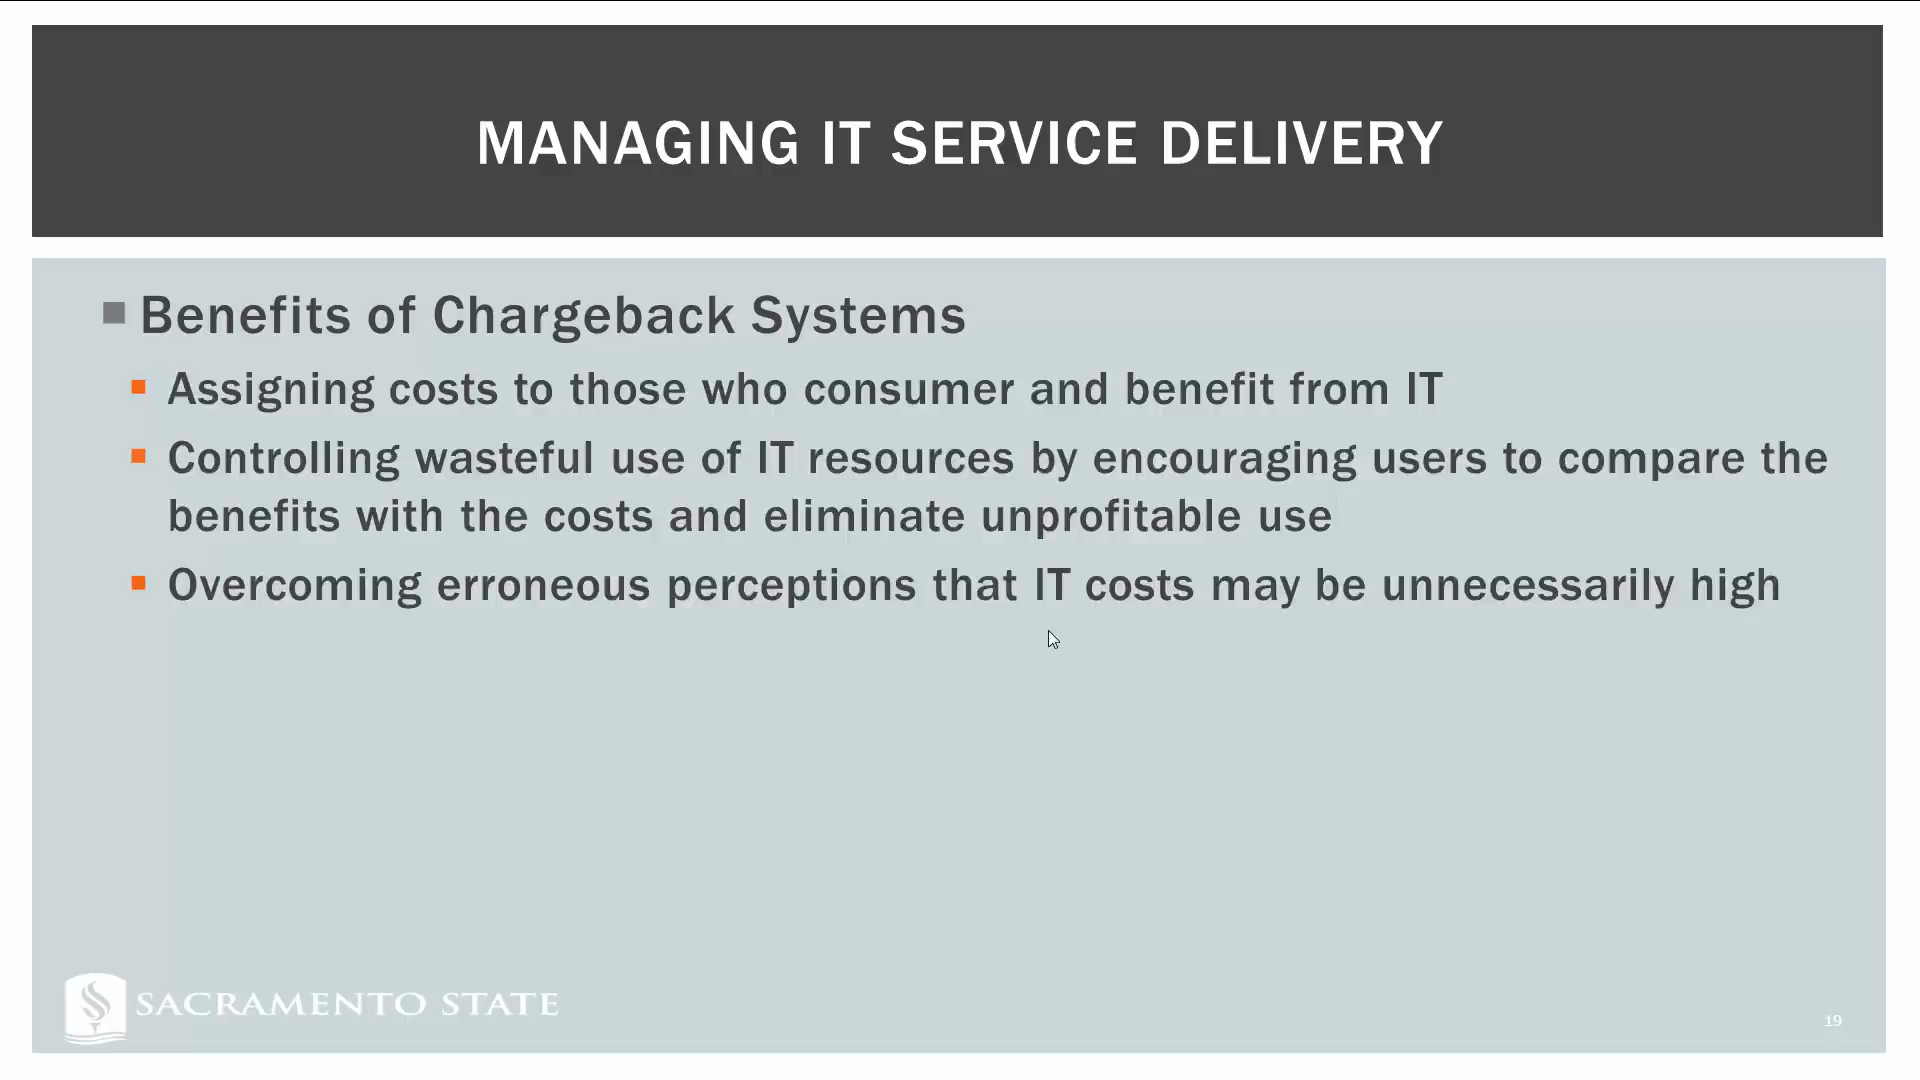 MANAGING IT SERVICE DELIVERY
Benefits of Chargeback Systems
Assigning costs to those who consumer and benefit from IT
Controlling wasteful use of IT resources by encouraging users to compare the
benefits with the costs and eliminate unprofitable use
Overcoming erroneous perceptions that IT costs may be unnecessarily high
SACRAMENTO STATE
19